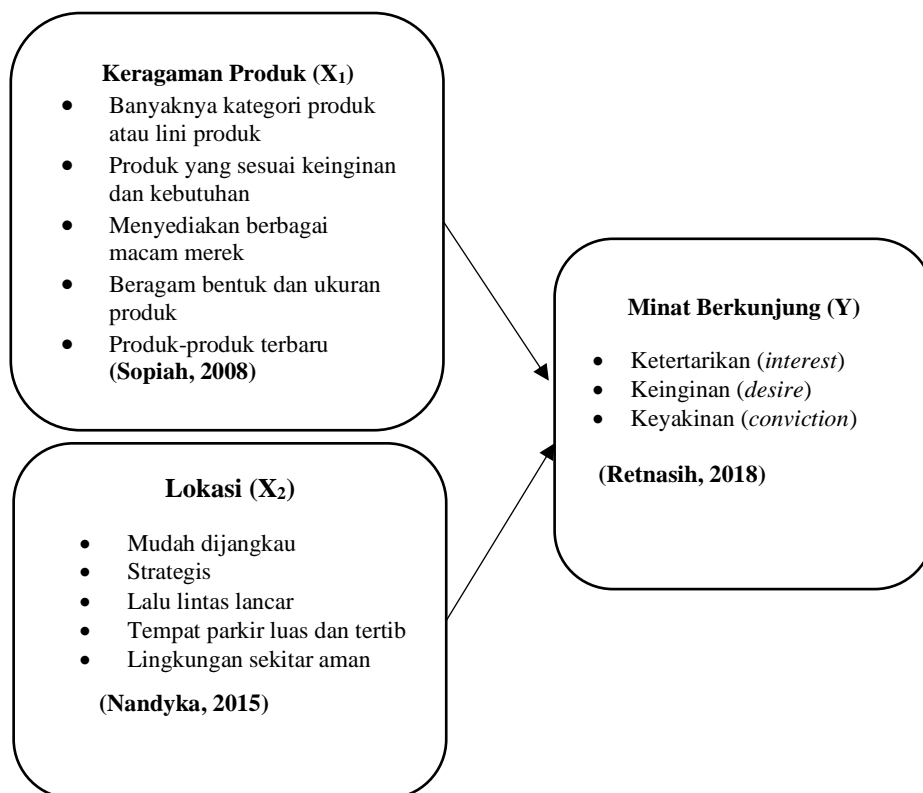 Keragaman Produk (X₁)
• Banyaknya kategori produk
atau lini produk
• Produk yang sesuai keinginan
dan kebutuhan
• Menyediakan berbagai
macam merek
• Beragam bentuk dan ukuran
produk
• Produk-produk terbaru
(Sopiah, 2008)
Minat Berkunjung (Y)
• Ketertarikan (interest)
• Keinginan (desire)
• Keyakinan (conviction)
(Retnasih, 2018)
Lokasi (X₂)
• Mudah dijangkau
• Strategis
• Lalu lintas lancar
• Tempat parkir luas dan tertib
• Lingkungan sekitar aman
(Nandyka, 2015)